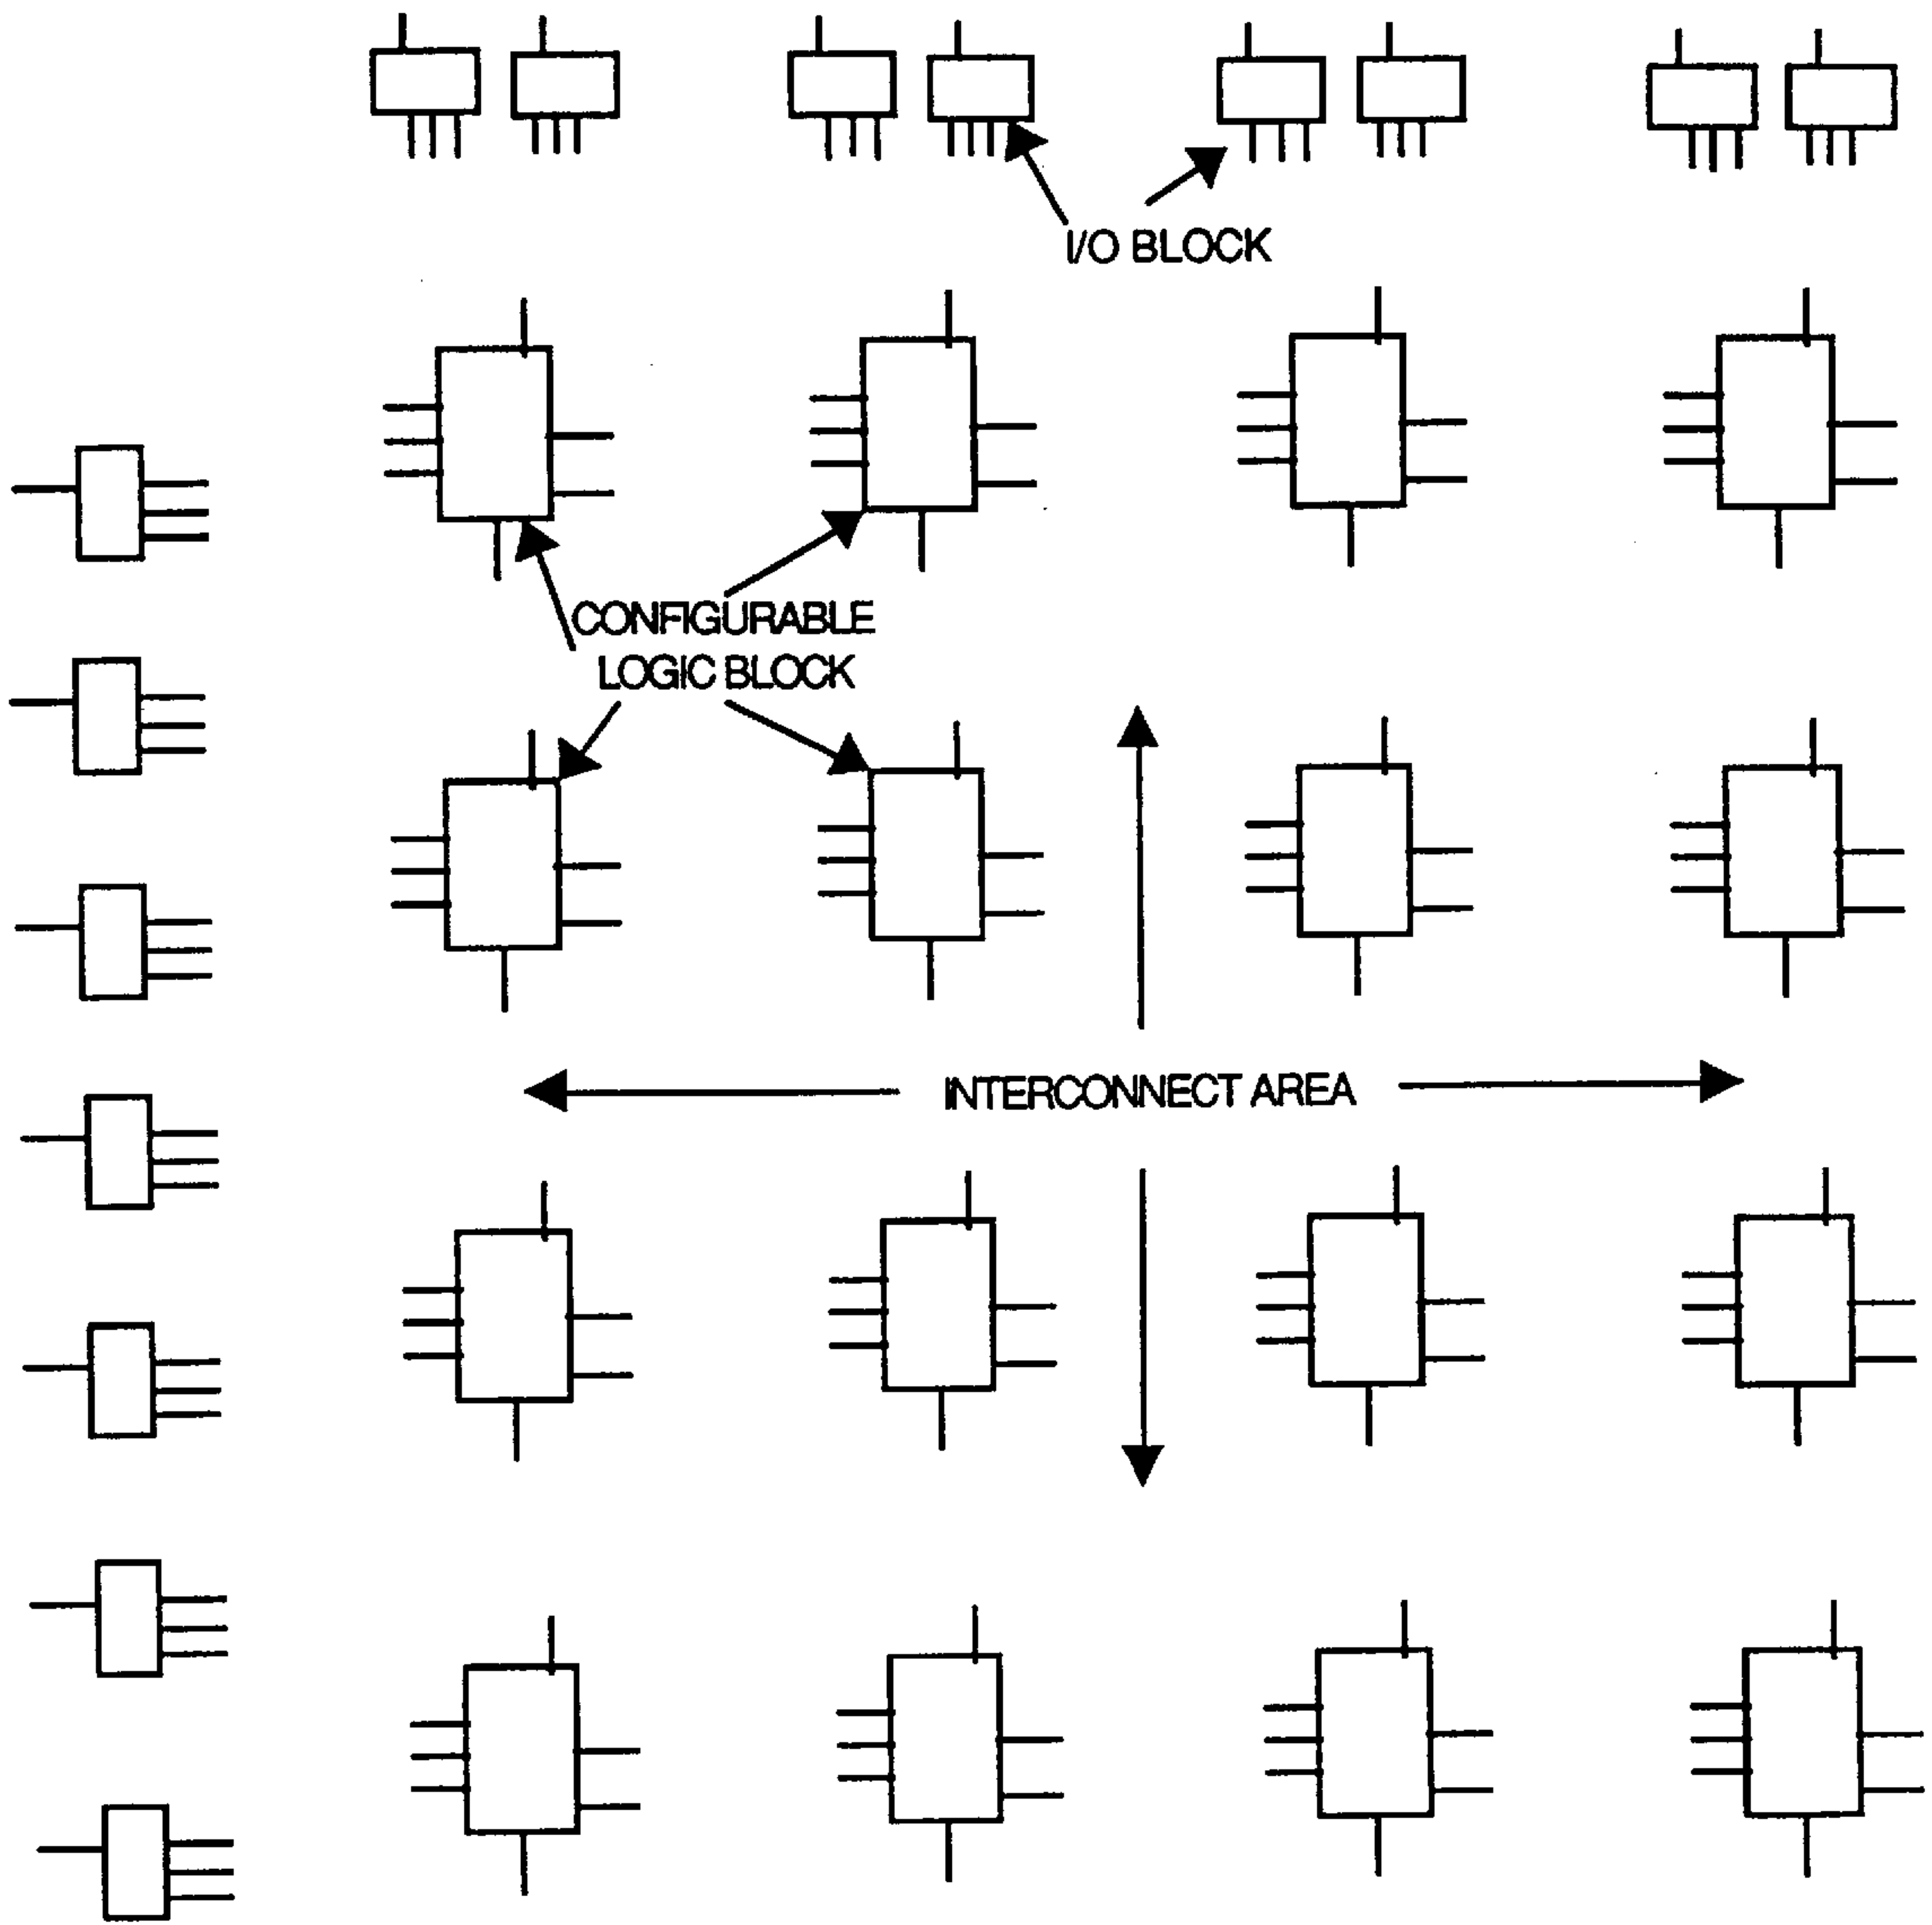 I/O BLOCK
CONFIGURABLE
LOGIC BLOCK
INTERCONNECT AREA